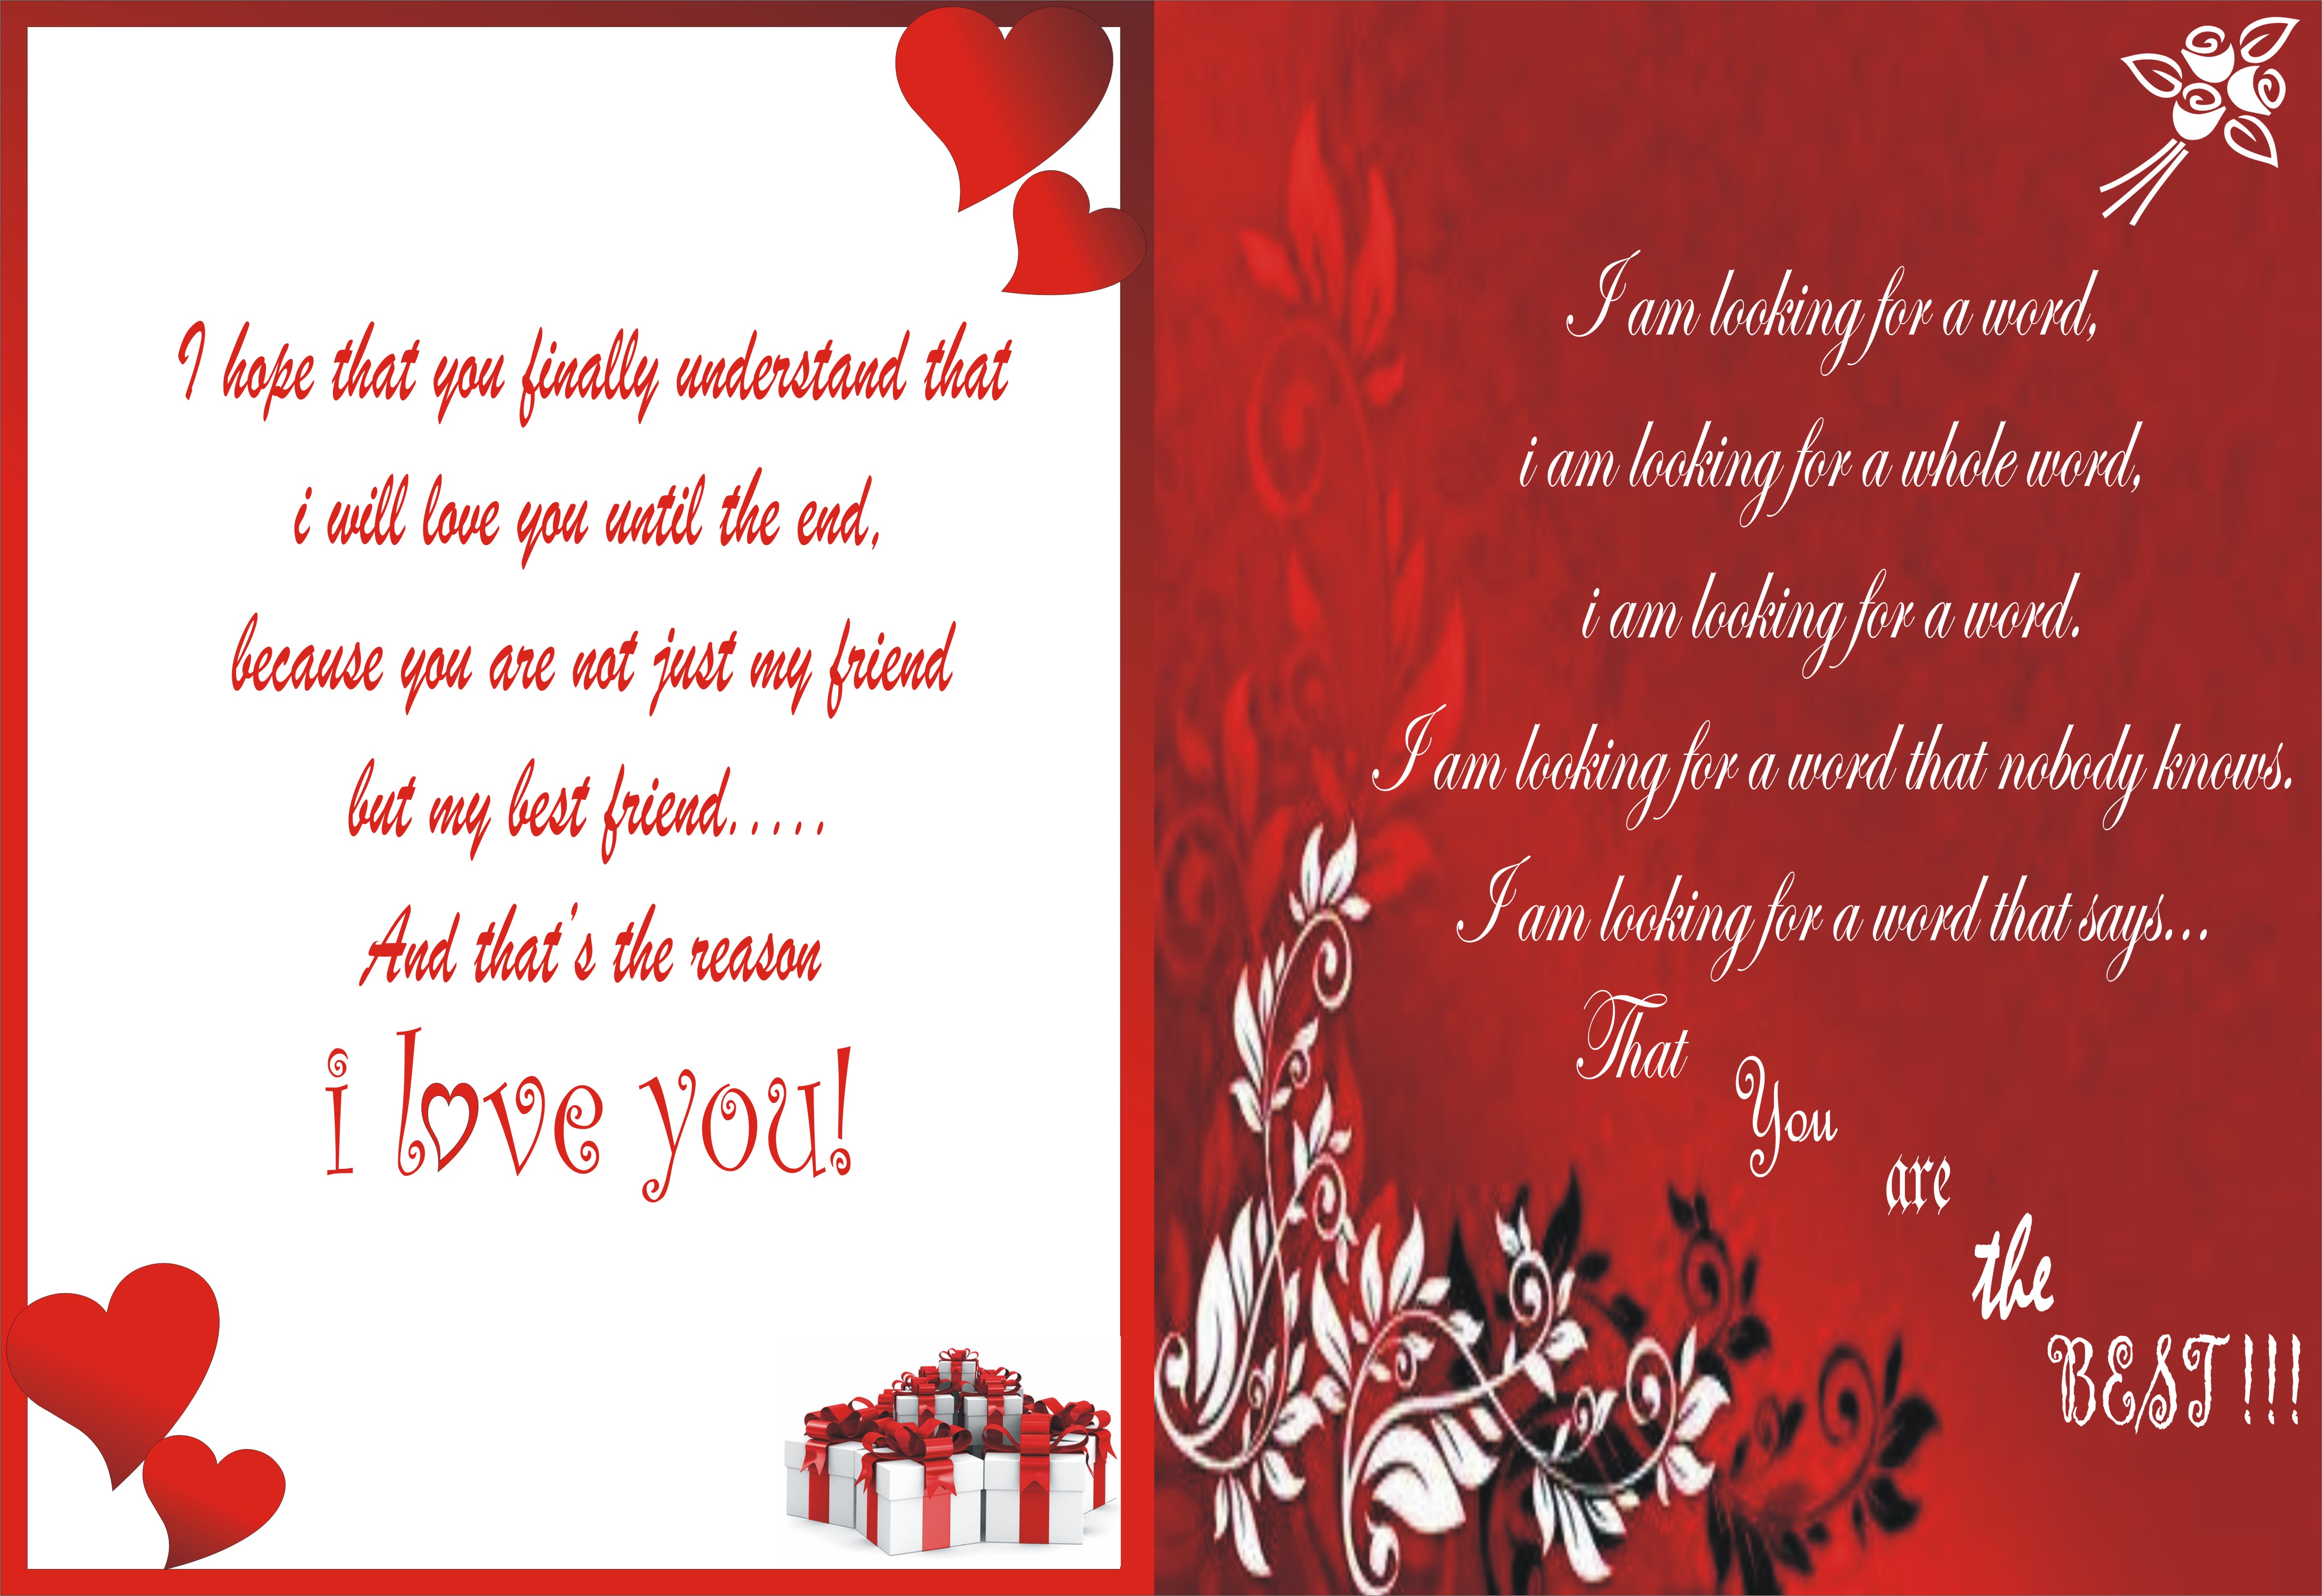 I hope that you finally understand that
i will love you until the end,
because you are not just my friend
but my best friend.....
And that's the reason
i love you!
I am looking for a word,
i am looking for a whole word,
i am looking for a word.
I am looking for a word that nobody knows.
I am looking for a word that says...
That
You
are
the
BEST!!!